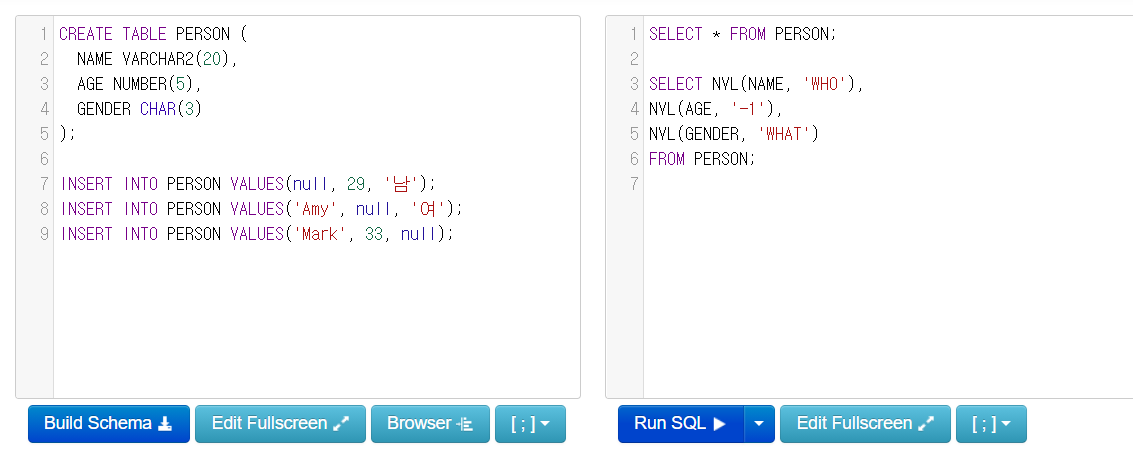 1 CREATE TABLE PERSON (
2 NAME VARCHAR2(20),
3 AGE NUMBER(5),
4 GENDER CHAR(3)
5 );
6
7 INSERT INTO PERSON VALUES(null, 29, '남');
8 INSERT INTO PERSON VALUES('Amy', null, '여');
9 INSERT INTO PERSON VALUES('Mark', 33, null);
Build Schema Edit Fullscreen Browser [ ; ]
1 SELECT * FROM PERSON;
2
3 SELECT NVL(NAME, 'WHO'),
4 NVL(AGE, '-1'),
5 NVL(GENDER, 'WHAT')
6 FROM PERSON;
7
Run SQL Edit Fullscreen [ ; ]